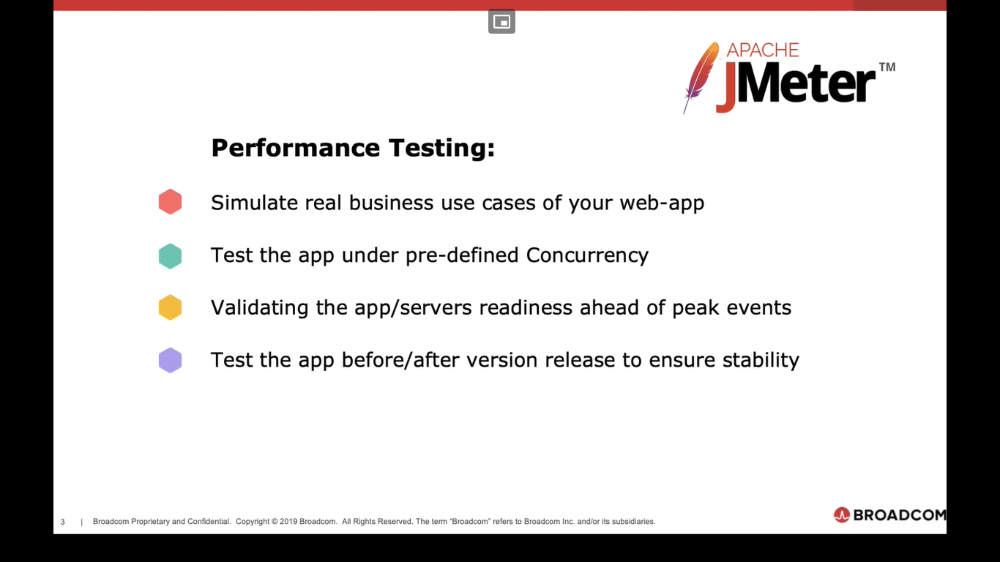 APACHE
JMeter™
Performance Testing:
Simulate real business use cases of your web-app
Test the app under pre-defined Concurrency
Validating the app/servers readiness ahead of peak events
Test the app before/after version release to ensure stability
3 | Broadcom Proprietary and Confidential. Copyright © 2019 Broadcom. All Rights Reserved. The term “Broadcom” refers to Broadcom Inc. and/or its subsidiaries.
BROADCOM